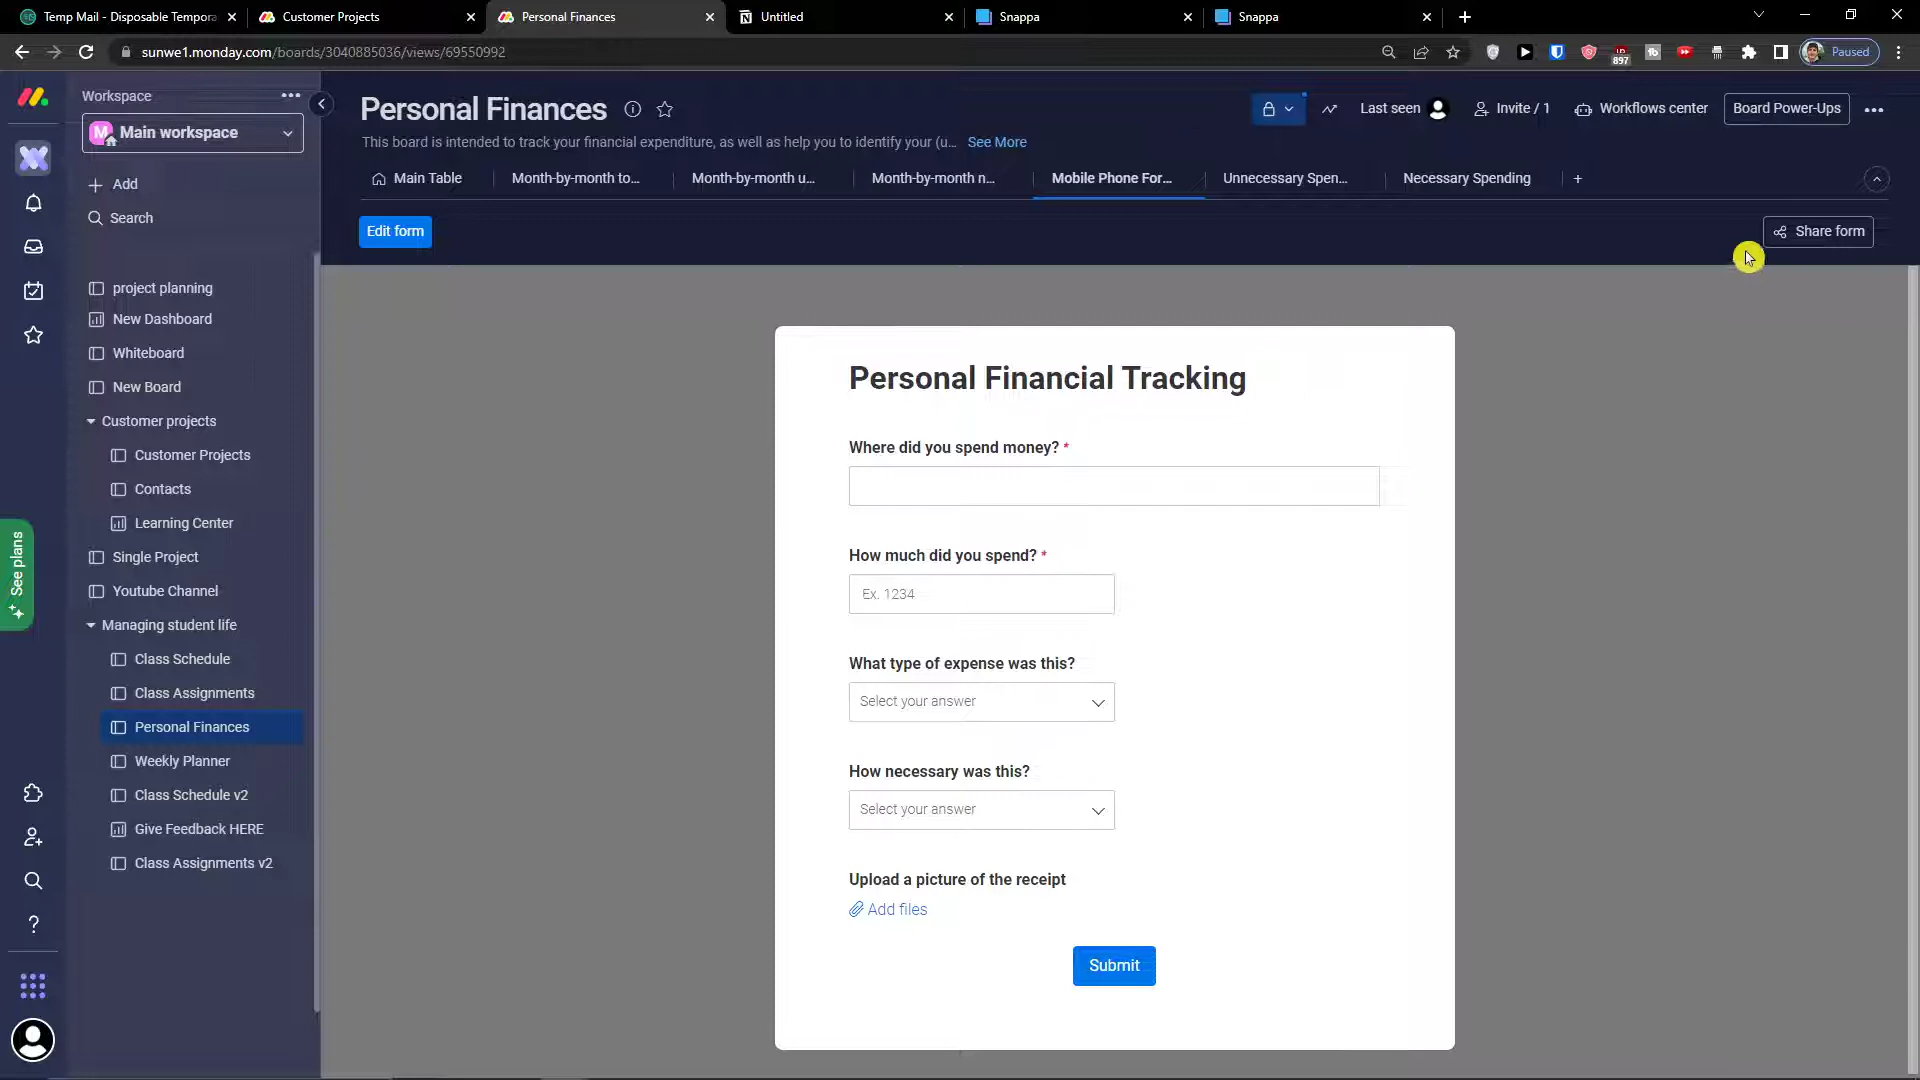 Temp Mail - Disposable Tempora
Customer Projects
Personal Finances
Untitled
Snappa
Snappa
sunwe1.monday.com/boards/3040885036/views/69550992
897
Paused
Workspace
M
Main workspace
Add
Search
project planning
New Dashboard
Whiteboard
New Board
Customer projects
Customer Projects
Contacts
Learning Center
Single Project
Youtube Channel
Managing student life
Class Schedule
Class Assignments
Personal Finances
Weekly Planner
Class Schedule v2
Give Feedback HERE
Class Assignments v2
See plans
Personal Finances
Last seen
Invite / 1
Workflows center
Board Power-Ups
This board is intended to track your financial expenditure, as well as help you to identify your (u... See More
Main Table
Month-by-month to...
Month-by-month u...
Month-by-month n...
Mobile Phone For...
Unnecessary Spen...
Necessary Spending
Edit form
Share form
Personal Financial Tracking
Where did you spend money? *
How much did you spend? *
Ex. 1234
What type of expense was this?
Select your answer
How necessary was this?
Select your answer
Upload a picture of the receipt
Add files
Submit